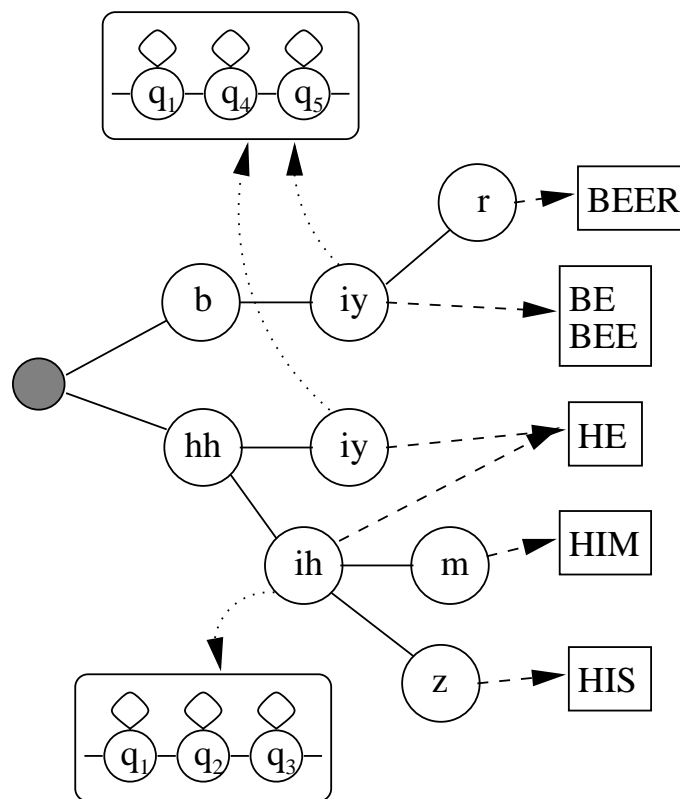 q₁ q₄ q₅
r
BEER
b
iy
BE
BEE
hh
iy
HE
ih
m
HIM
z
HIS
q₁ q₂ q₃